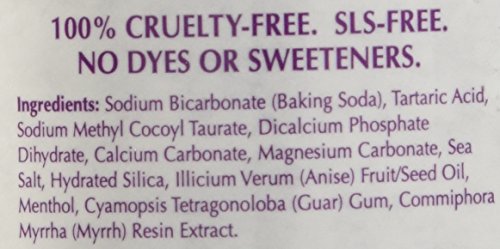 100% CRUELTY-FREE. SLS-FREE.
NO DYES OR SWEETENERS.
Ingredients: Sodium Bicarbonate (Baking Soda), Tartaric Acid,
Sodium Methyl Cocoyl Taurate, Dicalcium Phosphate
Dihydrate, Calcium Carbonate, Magnesium Carbonate, Sea
Salt, Hydrated Silica, Illicium Verum (Anise) Fruit/Seed Oil,
Menthol, Cyamopsis Tetragonoloba (Guar) Gum, Commiphora
Myrrha (Myrrh) Resin Extract.